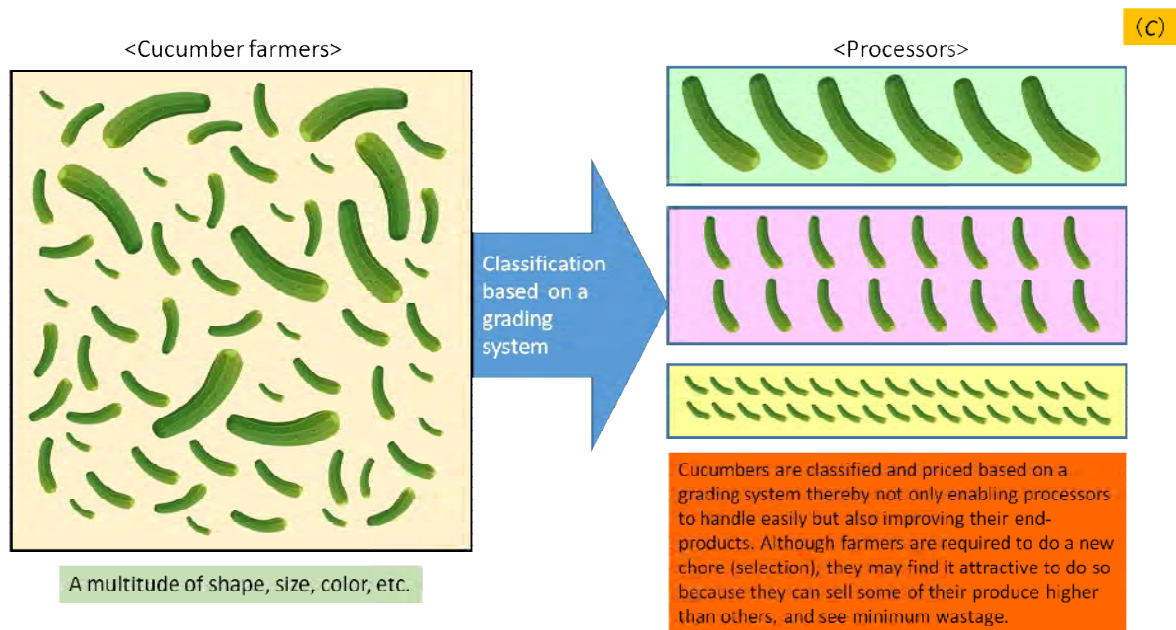 (C)
<Cucumber farmers>
<Processors>
Classification
based on a
grading
system
Cucumbers are classified and priced based on a
grading system thereby not only enabling processors
to handle easily but also improving their end-
products. Although farmers are required to do a new
chore (selection), they may find it attractive to do so
because they can sell some of their produce higher
than others, and see minimum wastage.
A multitude of shape, size, color, etc.